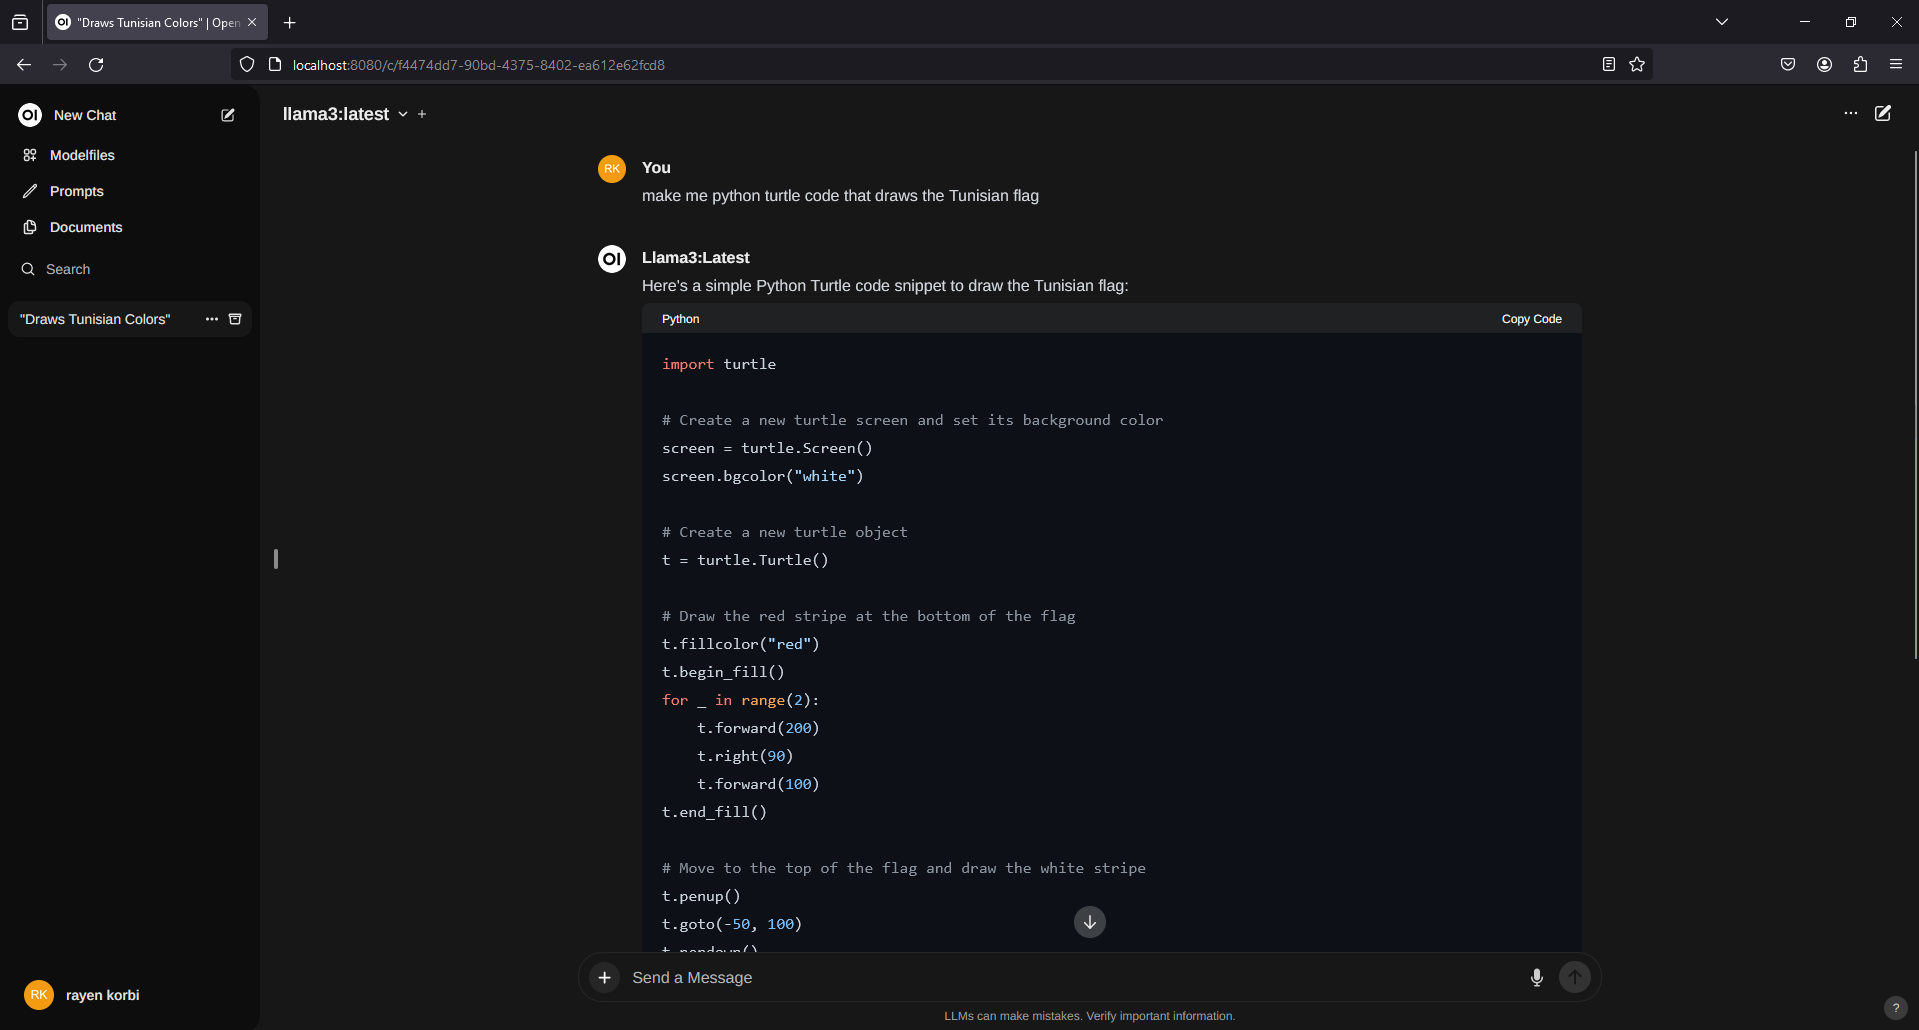 "Draws Tunisian Colors" | Open
localhost:8080/c/f4474dd7-90bd-4375-8402-ea612e62fcd8
OI New Chat
Modelfiles
Prompts
Documents
Search
"Draws Tunisian Colors"
RK rayen korbi
llama3:latest
RK You
make me python turtle code that draws the Tunisian flag
OI Llama3:Latest
Here's a simple Python Turtle code snippet to draw the Tunisian flag:
Python Copy Code
import turtle
# Create a new turtle screen and set its background color
screen = turtle.Screen()
screen.bgcolor("white")
# Create a new turtle object
t = turtle.Turtle()
# Draw the red stripe at the bottom of the flag
t.fillcolor("red")
t.begin_fill()
for _ in range(2):
    t.forward(200)
    t.right(90)
    t.forward(100)
t.end_fill()
# Move to the top of the flag and draw the white stripe
t.penup()
t.goto(-50, 100)
t.pendown()
Send a Message
LLMs can make mistakes. Verify important information.
?